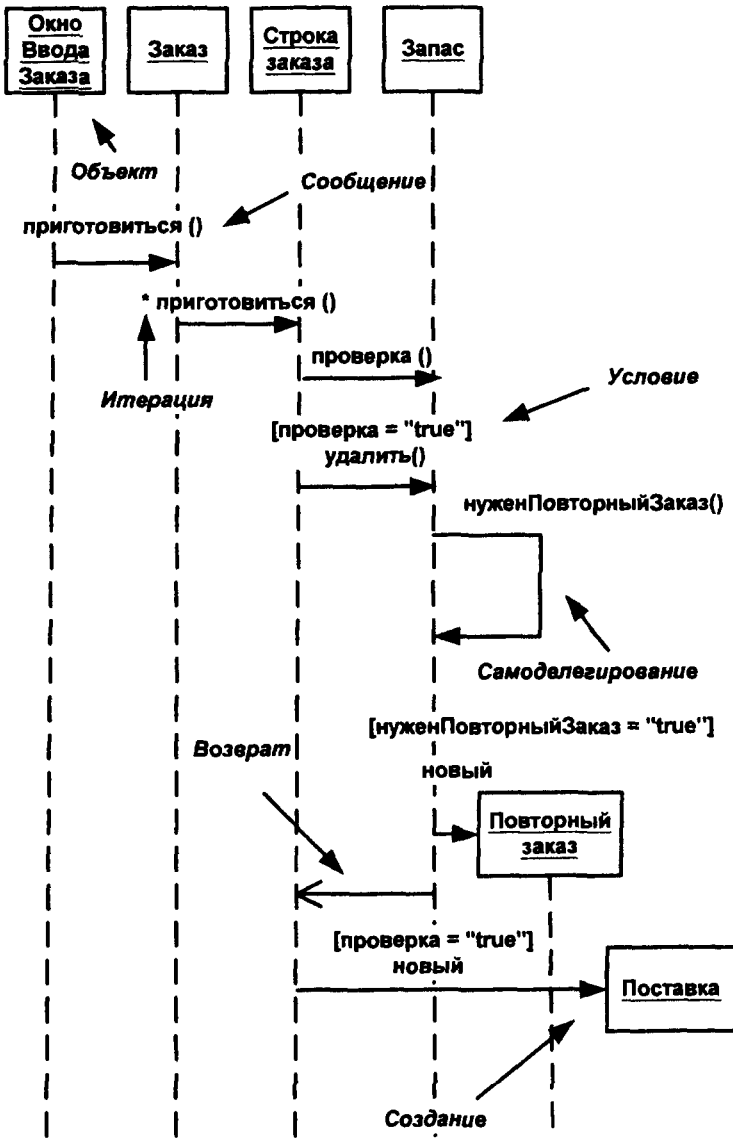 Окно
Ввода
Заказа
Заказ
Строка
заказа
Запас
Объект
Сообщение
приготовиться ()
* приготовиться ()
Итерация
проверка ()
Условие
[проверка = "true"]
удалить()
нуженПовторныйЗаказ()
Самоделегирование
[нуженПовторныйЗаказ = "true"]
Возврат
новый
Повторный
заказ
[проверка = "true"]
новый
Поставка
Создание